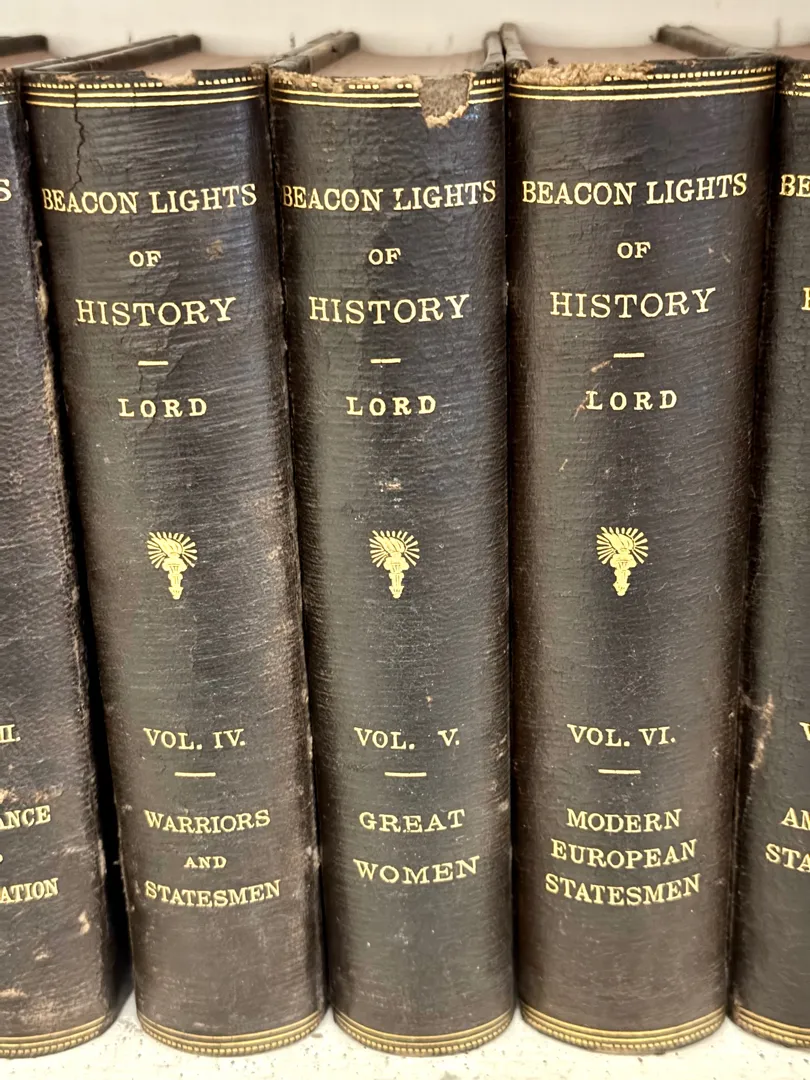 BEACON LIGHTS
OF
HISTORY
LORD
VOL. IV.
WARRIORS
AND
STATESMEN
BEACON LIGHTS
OF
HISTORY
LORD
VOL. V.
GREAT
WOMEN
BEACON LIGHTS
OF
HISTORY
LORD
VOL. VI.
MODERN
EUROPEAN
STATESMEN